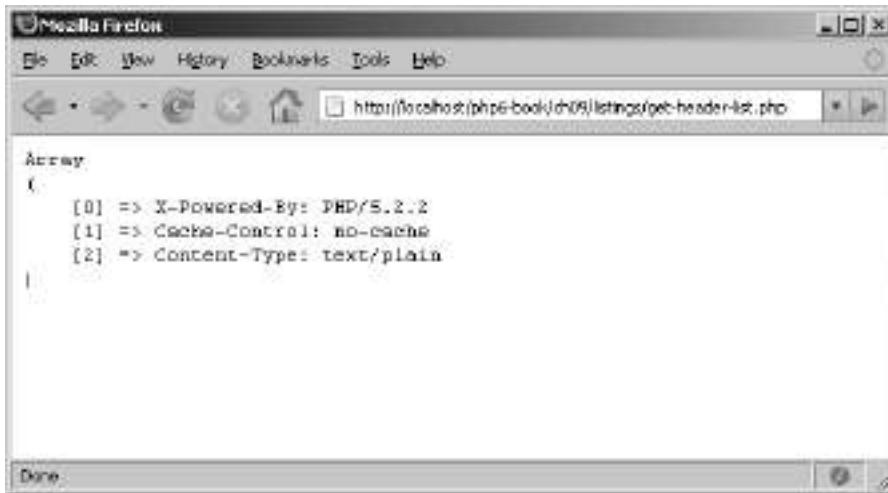 Mozilla Firefox
File Edit View History Bookmarks Tools Help
http://localhost/php6-book/ch09/listings/get-header-list.php
Array
(
[0] => X-Powered-By: PHP/5.2.2
[1] => Cache-Control: no-cache
[2] => Content-Type: text/plain
)
Done